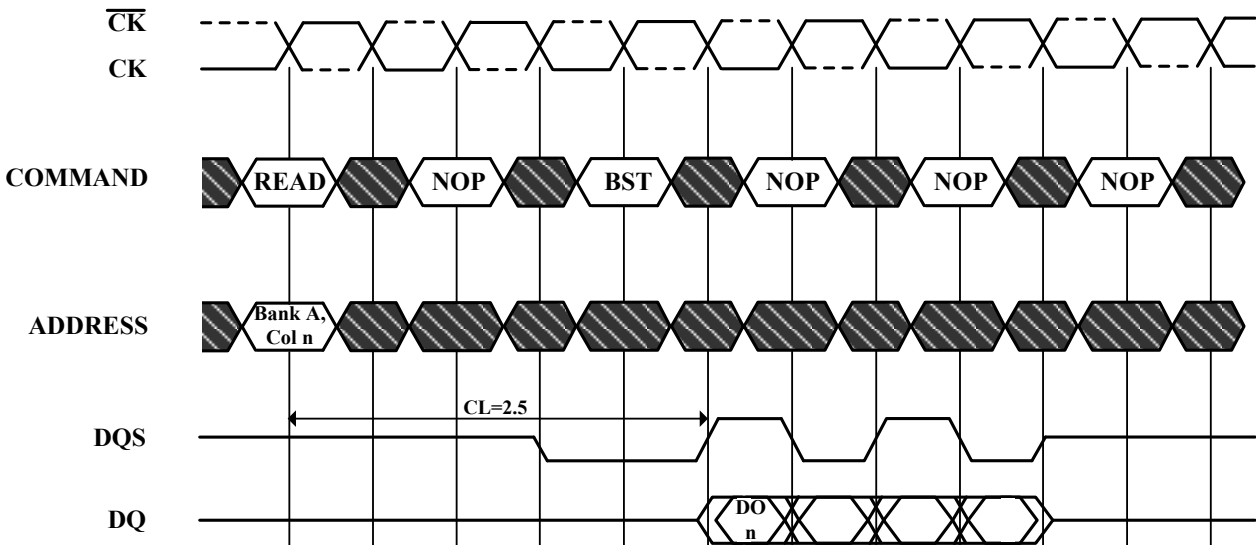 CK
CK
COMMAND
READ
NOP
BST
NOP
NOP
NOP
ADDRESS
Bank A,
Col n
CL=2.5
DQS
DQ
DO
n